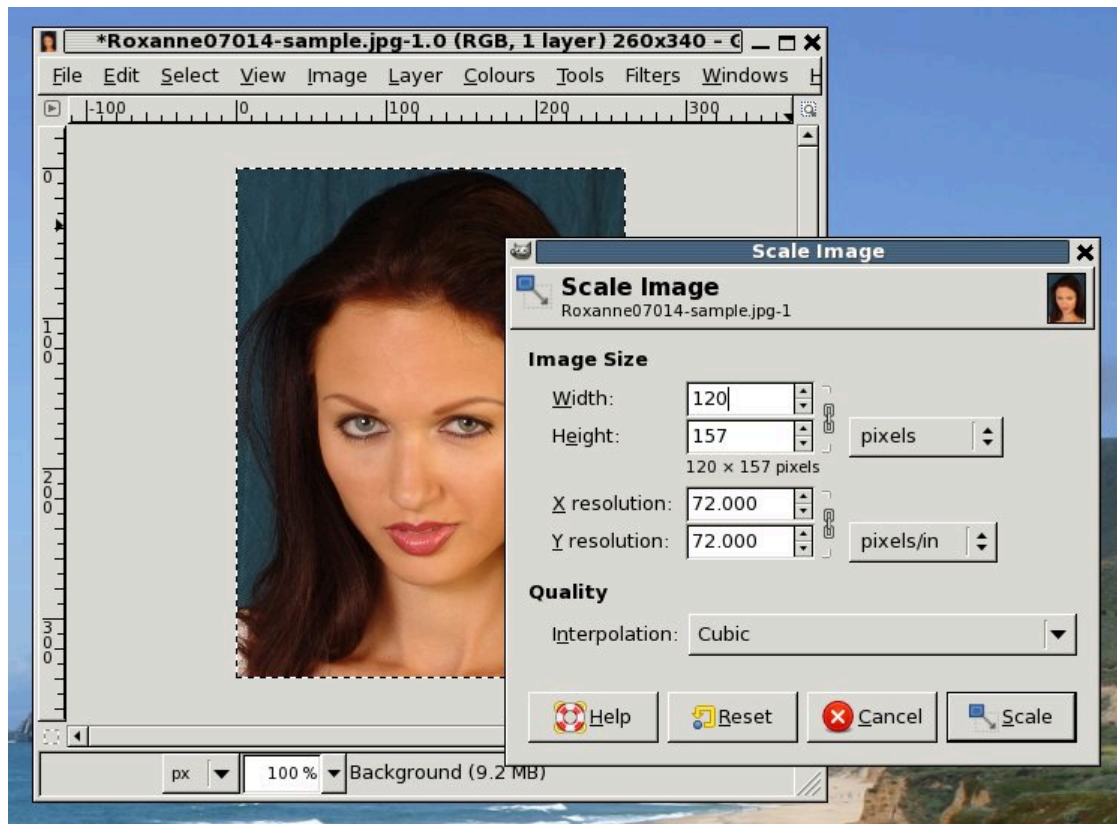 *Roxanne07014-sample.jpg-1.0 (RGB, 1 layer) 260x340 –
File Edit Select View Image Layer Colours Tools Filters Windows H
-100 0 100 200 300
0
100
200
300
Scale Image
Scale Image
Roxanne07014-sample.jpg-1
Image Size
Width: 120
Height: 157 pixels
120 × 157 pixels
X resolution: 72.000
Y resolution: 72.000 pixels/in
Quality
Interpolation: Cubic
Help Reset Cancel Scale
px 100 % Background (9.2 MB)